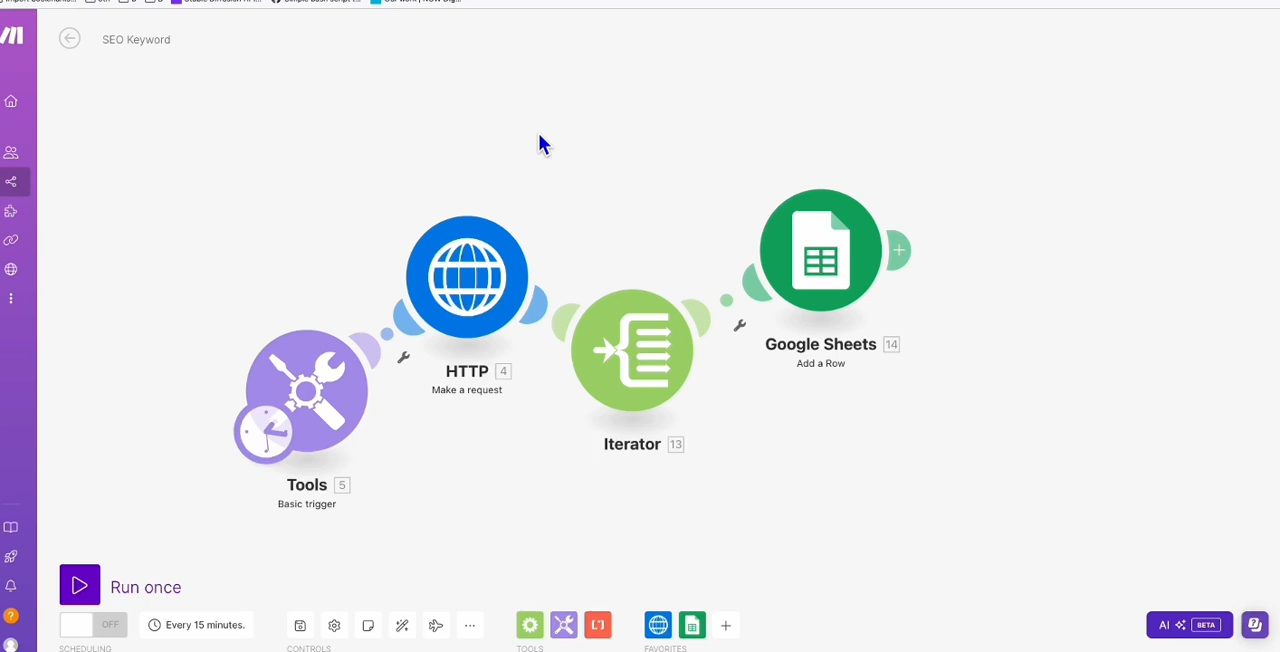 SEO Keyword
Google Sheets 14
Add a Row
HTTP 4
Make a request
Iterator 13
Tools 5
Basic trigger
Run once
OFF
Every 15 minutes.
AI BETA
SCHEDULING
CONTROLS
TOOLS
FAVORITES